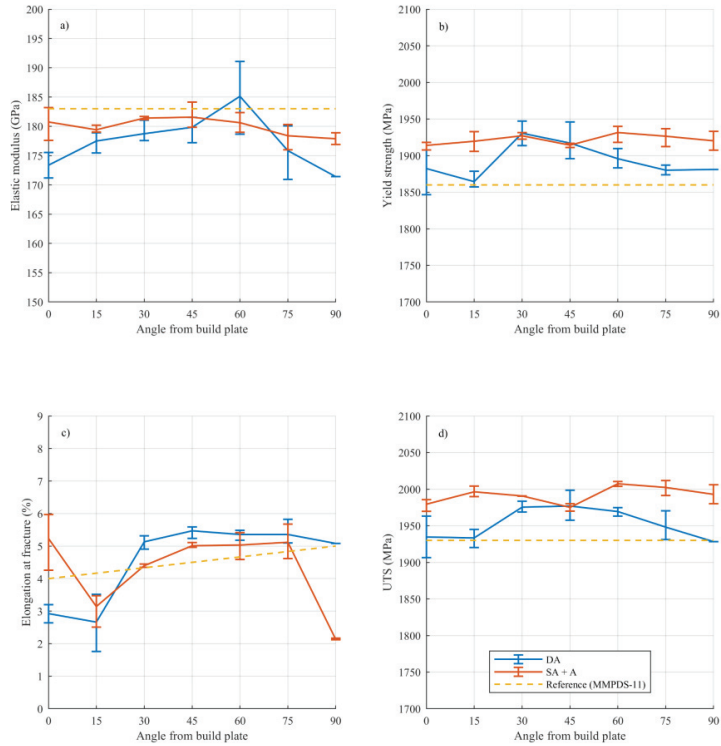 a)
200
195
190
185
180
175
170
165
160
155
150
Elastic modulus (GPa)
0 15 30 45 60 75 90
Angle from build plate
b)
2100
2050
2000
1950
1900
1850
1800
1750
1700
Yield strength (MPa)
0 15 30 45 60 75 90
Angle from build plate
c)
9
8
7
6
5
4
3
2
1
0
Elongation at fracture (%)
0 15 30 45 60 75 90
Angle from build plate
d)
2100
2050
2000
1950
1900
1850
1800
1750
1700
UTS (MPa)
DA
SA + A
Reference (MMPDS-11)
0 15 30 45 60 75 90
Angle from build plate